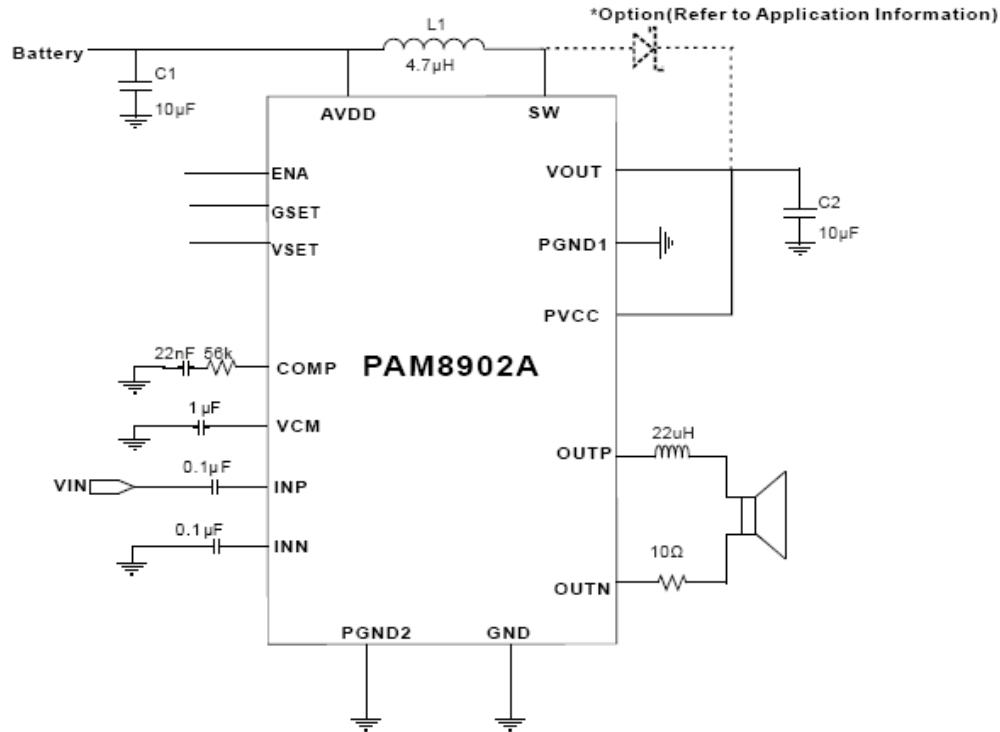 *Option(Refer to Application Information)
L1
Battery
4.7µH
C1
10µF
AVDD
SW
ENA
VOUT
GSET
C2
VSET
PGND1
10µF
PVCC
22nF 56k
COMP
PAM8902A
1µF
VCM
22uH
OUTP
0.1µF
VIN
INP
0.1µF
INN
10Ω
OUTN
PGND2
GND